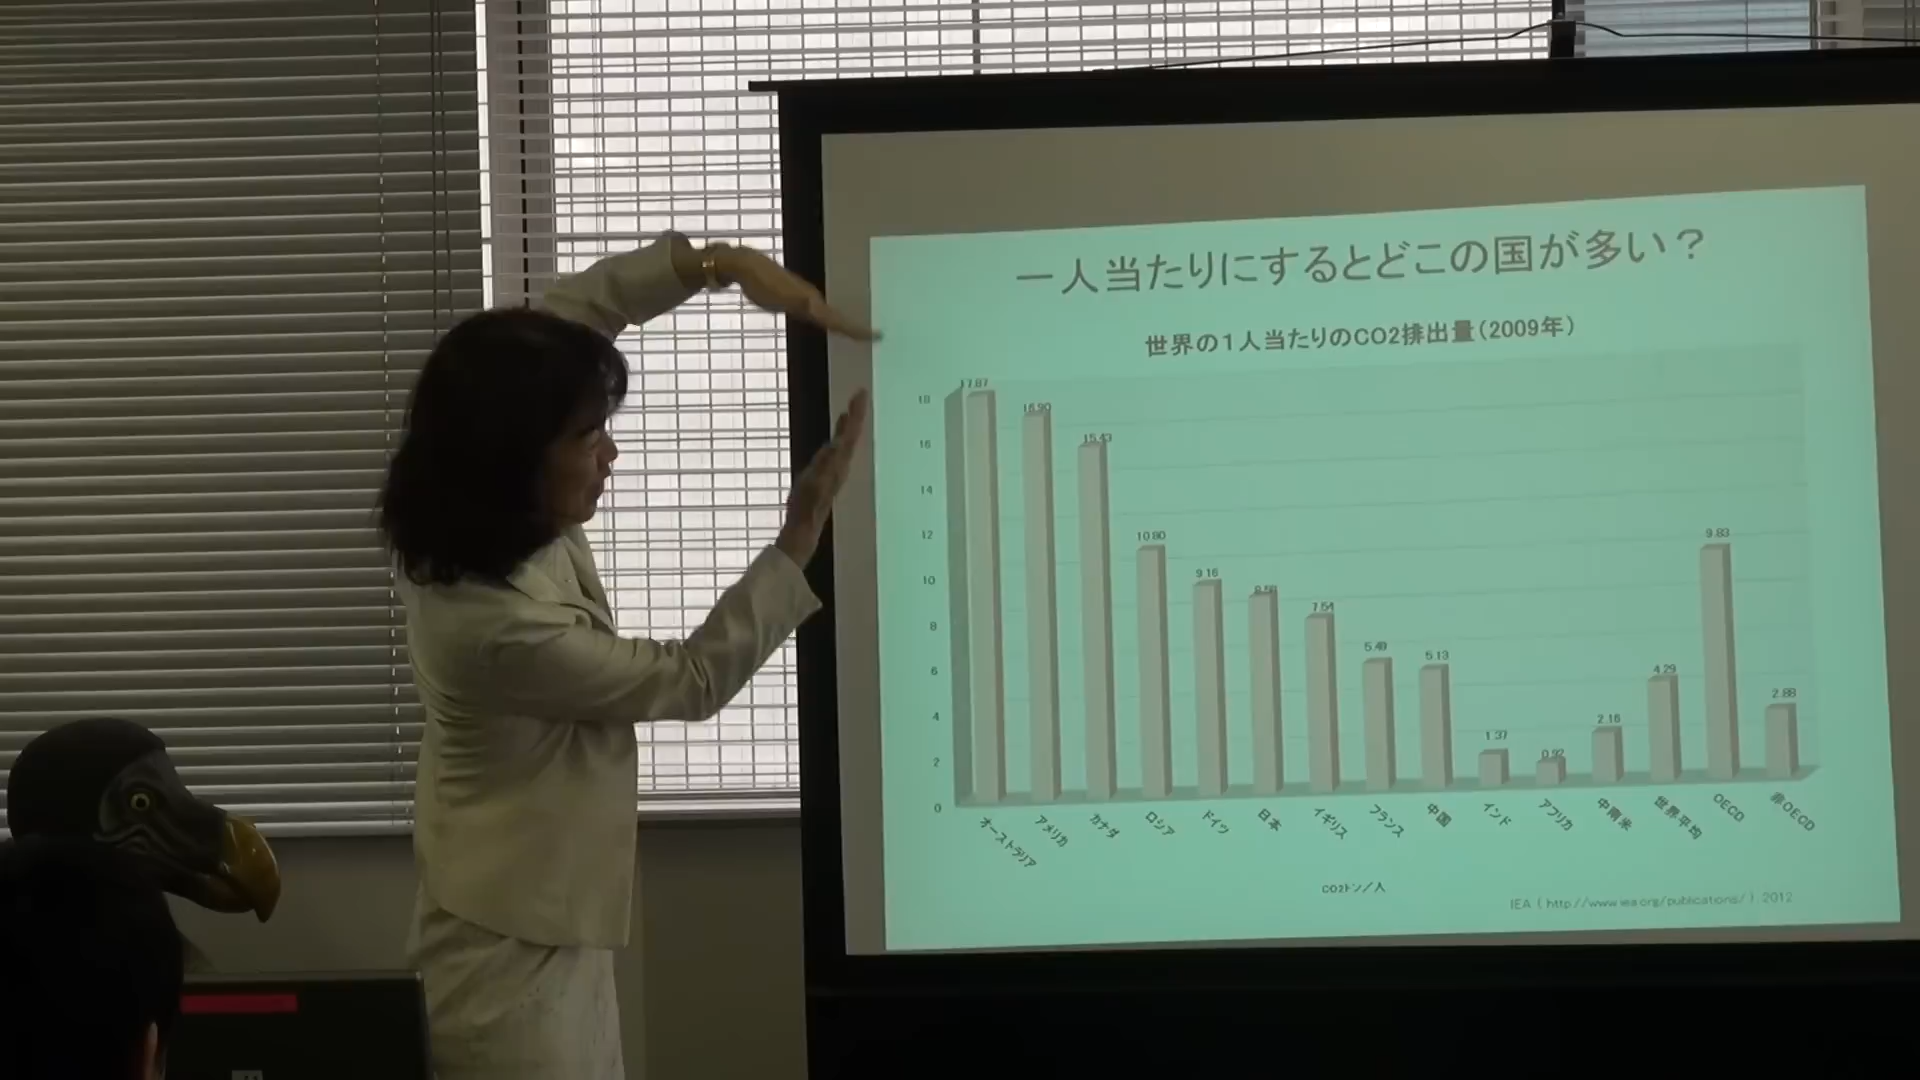 一人当たりにするとどこの国が多い？
世界の1人当たりのCO2排出量（2009年）
18
16
14
12
10
8
6
4
2
0
17.87
16.90
15.43
10.80
9.16
8.58
7.54
5.49
5.13
1.37
0.92
2.16
4.29
9.83
2.88
オーストラリア
アメリカ
カナダ
ロシア
ドイツ
日本
イギリス
フランス
中国
インド
アフリカ
中南米
世界平均
OECD
非OECD
CO2トン／人
IEA ( http://www.iea.org/publications/ ) 2012